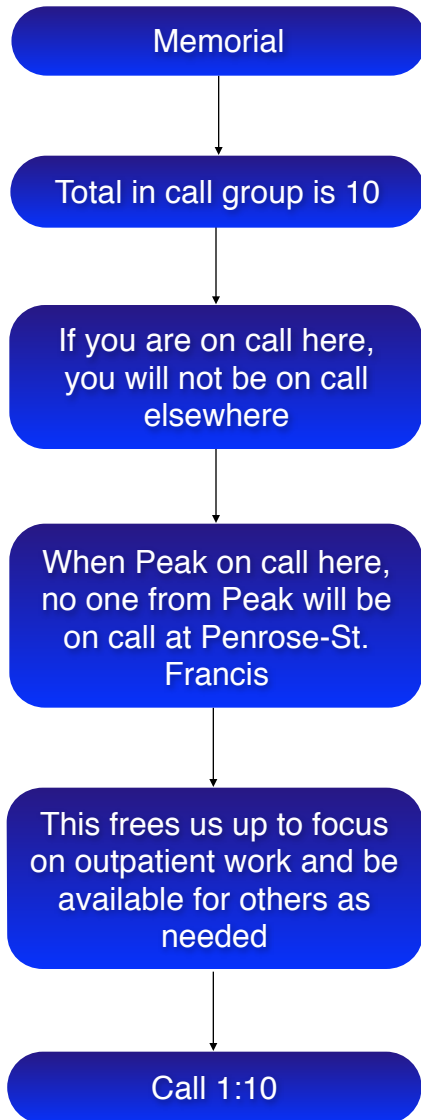 Memorial
Total in call group is 10
If you are on call here,
you will not be on call
elsewhere
When Peak on call here,
no one from Peak will be
on call at Penrose-St.
Francis
This frees us up to focus
on outpatient work and be
available for others as
needed
Call 1:10